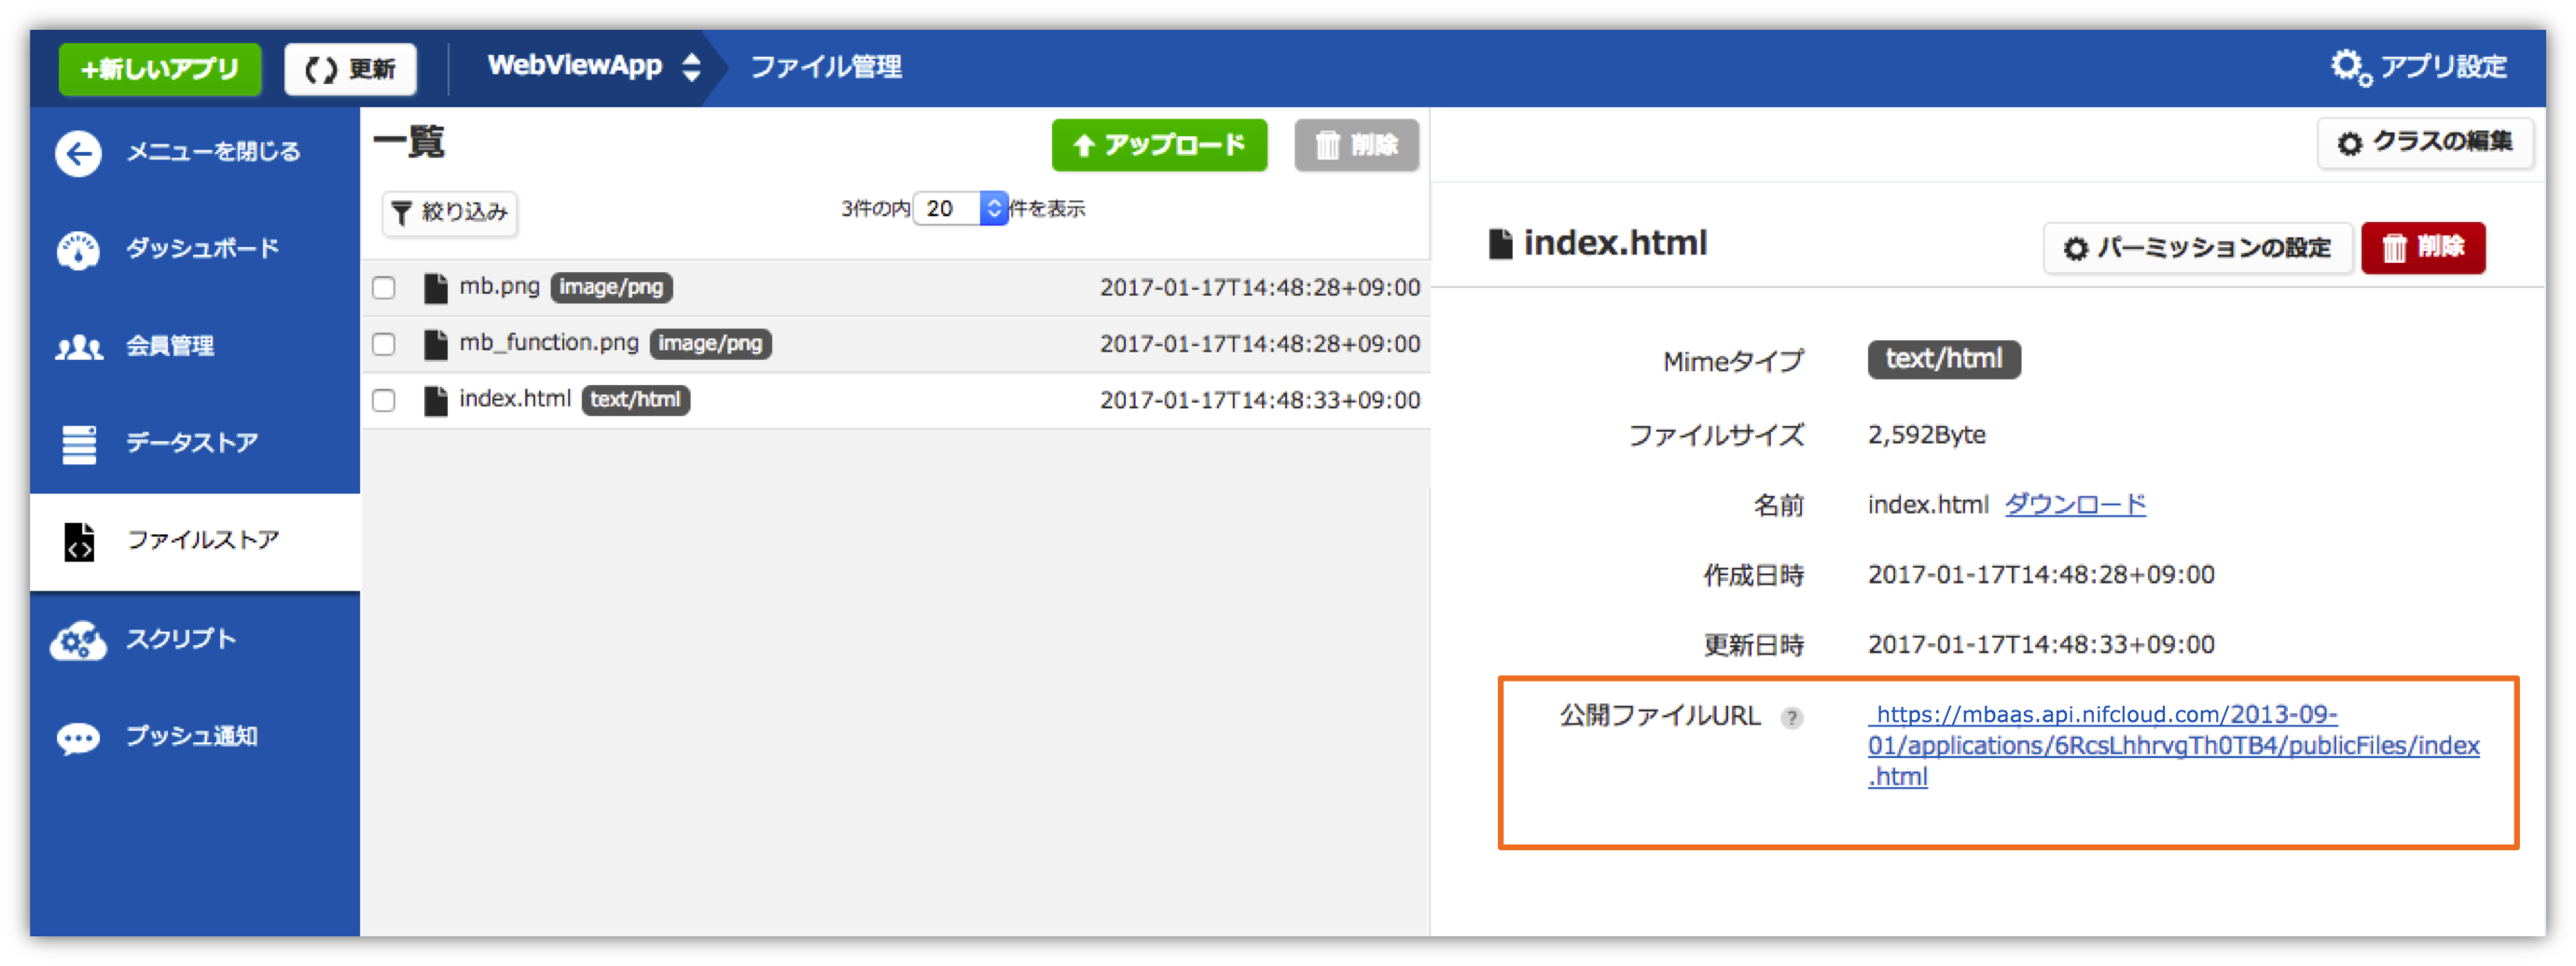 +新しいアプリ 更新 WebViewApp ファイル管理 アプリ設定
メニューを閉じる
ダッシュボード
会員管理
データストア
ファイルストア
スクリプト
プッシュ通知
一覧 アップロード 削除
絞り込み 3件の内 20 件を表示
mb.png image/png 2017-01-17T14:48:28+09:00
mb_function.png image/png 2017-01-17T14:48:28+09:00
index.html text/html 2017-01-17T14:48:33+09:00
クラスの編集
index.html パーミッションの設定 削除
Mimeタイプ text/html
ファイルサイズ 2,592Byte
名前 index.html ダウンロード
作成日時 2017-01-17T14:48:28+09:00
更新日時 2017-01-17T14:48:33+09:00
公開ファイルURL ? https://mbaas.api.nifcloud.com/2013-09-
01/applications/6RcsLhhrvgTh0TB4/publicFiles/index
.html